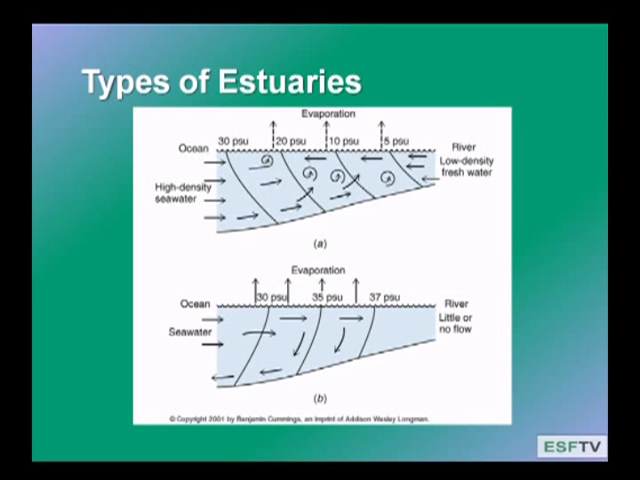 Types of Estuaries
Evaporation
Ocean
30 psu
20 psu
10 psu
5 psu
River
Low-density
fresh water
High-density
seawater
(a)
Evaporation
Ocean
30 psu
35 psu
37 psu
River
Little or
no flow
Seawater
(b)
© Copyright 2001 by Benjamin Cummings, an imprint of Addison Wesley Longman.
ESFTV